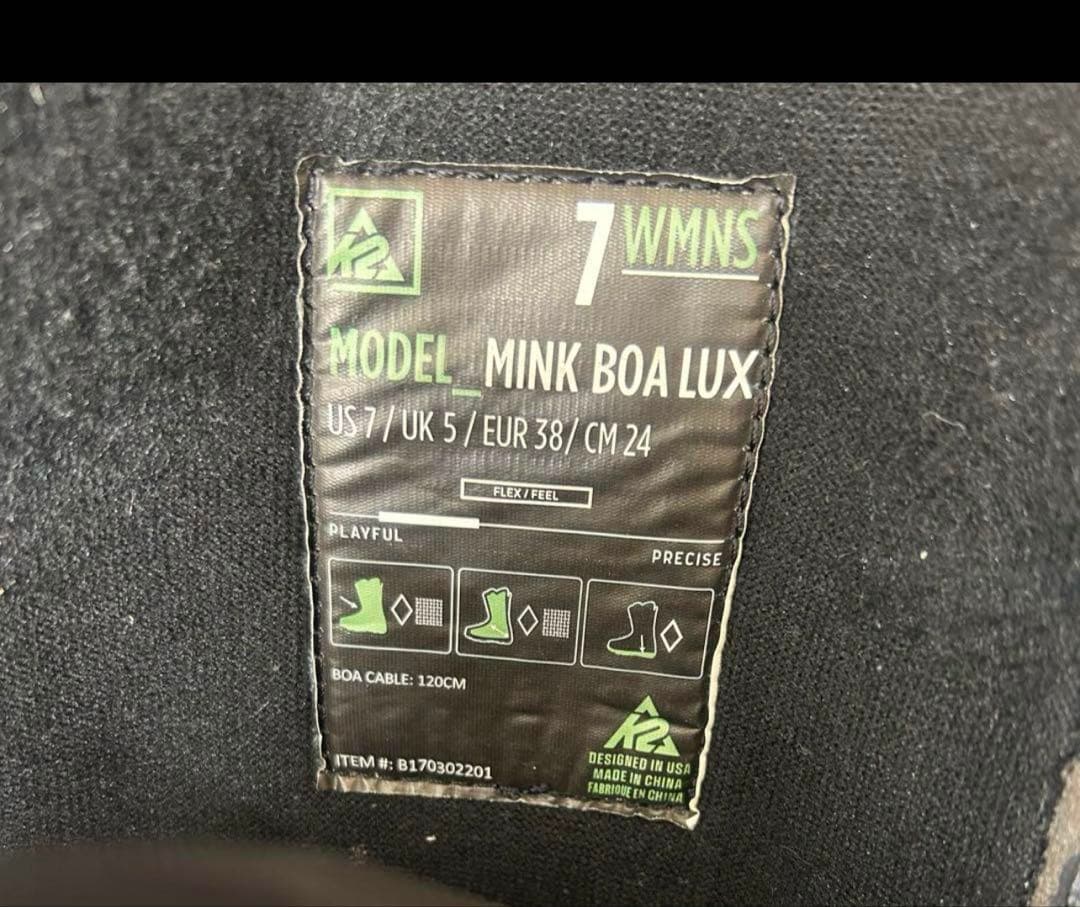 K2
7 WMNS
MODEL_MINK BOA LUX
US 7 / UK 5 / EUR 38 / CM 24
FLEX / FEEL
PLAYFUL
PRECISE
BOA CABLE: 120CM
ITEM #: B170302201
K2
DESIGNED IN USA
MADE IN CHINA
FABRIQUE EN CHINA